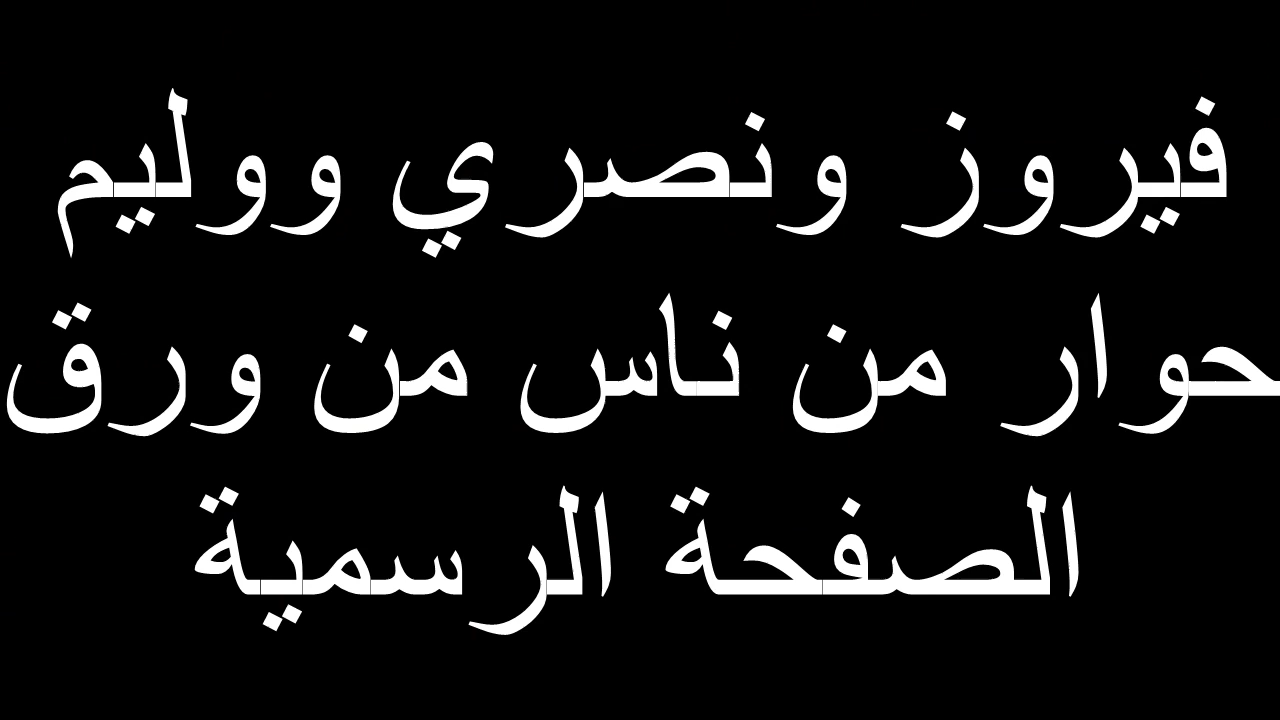 فيروز ونصري ووليم
حوار من ناس من ورق
الصفحة الرسمية